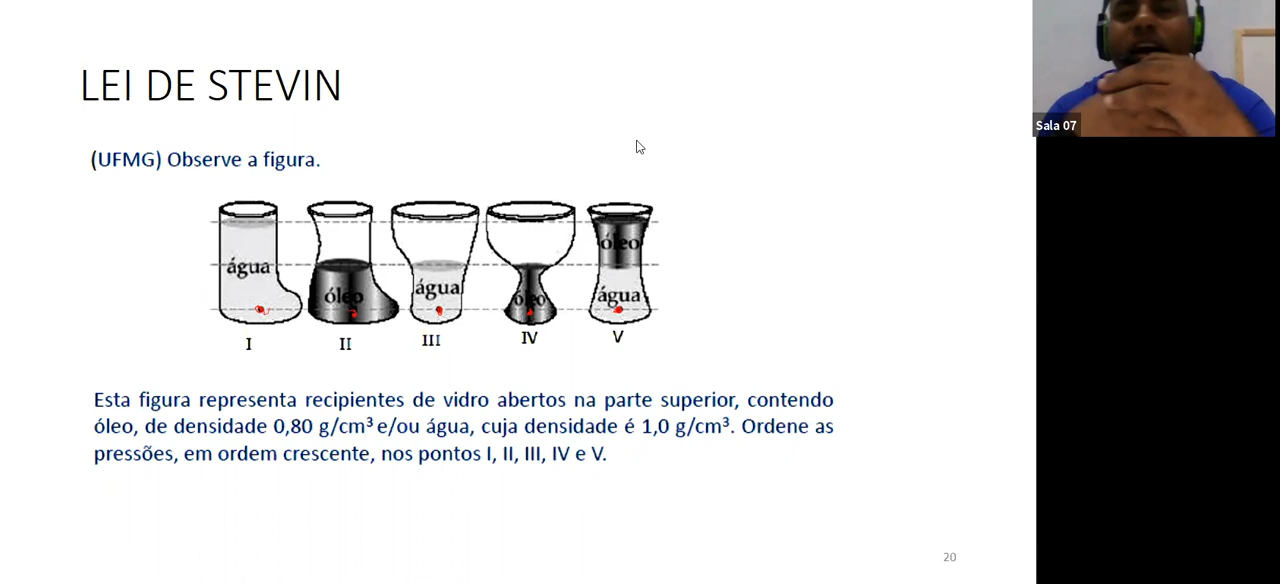 LEI DE STEVIN
Sala 07
(UFMG) Observe a figura.
óleo
água
água
óleo
óleo
água
I
II
III
IV
V
Esta figura representa recipientes de vidro abertos na parte superior, contendo
óleo, de densidade 0,80 g/cm³ e/ou água, cuja densidade é 1,0 g/cm³. Ordene as
pressões, em ordem crescente, nos pontos I, II, III, IV e V.
20